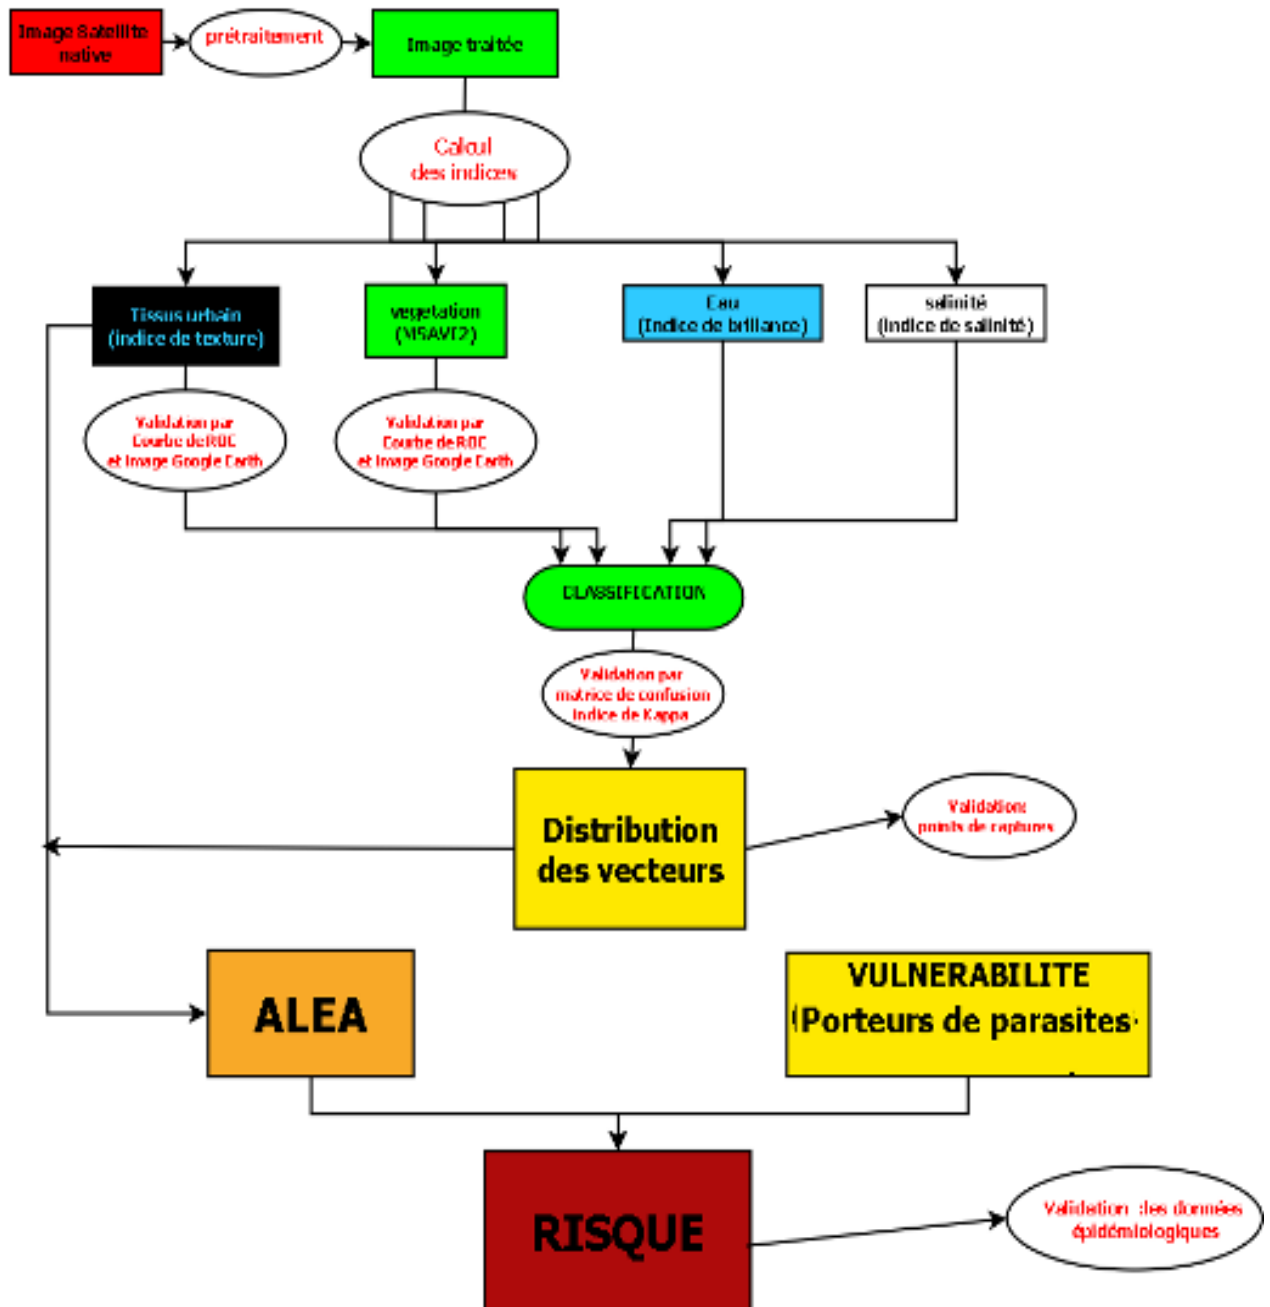 Image Satellite
native
prétraitement
Image traitée
Calcul
des indices
Tissus urbain
(indice de texture)
vegetation
(MSAVI2)
Eau
(Indice de brillance)
salinité
(indice de salinité)
Validation par
Courbe de ROC
et Image Google Earth
Validation par
Courbe de ROC
et Image Google Earth
CLASSIFICATION
Validation par
matrice de confusion
Indice de Kappa
Distribution
des vecteurs
Validation:
points de captures
ALEA
VULNERABILITE
(Porteurs de parasites
RISQUE
Validation des données
épidémiologiques